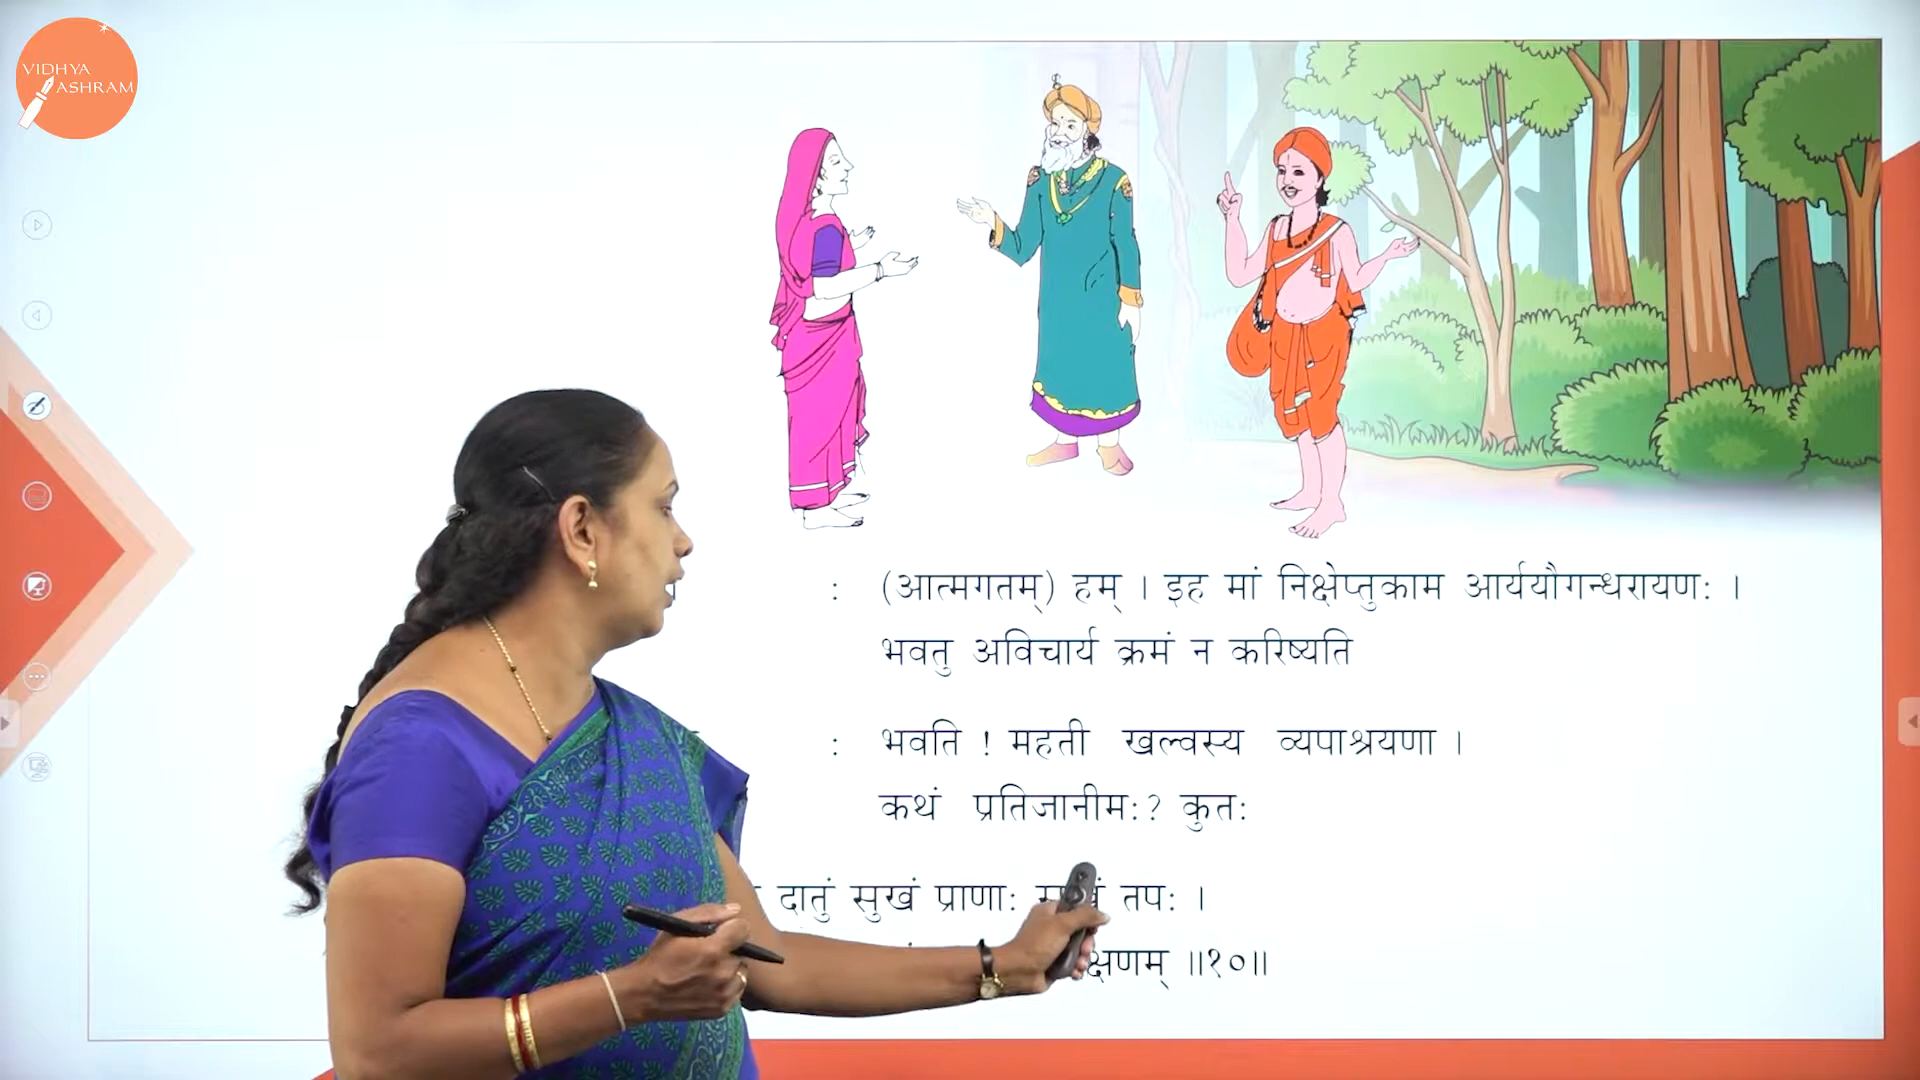 VIDHYA
ASHRAM
: (आत्मगतम्) हम् । इह मां निक्षेप्तुकाम आर्ययौगन्धरायणः ।
भवतु अविचार्य क्रमं न करिष्यति
: भवति ! महती खल्वस्य व्यपाश्रयणा ।
कथं प्रतिजानीमः? कुतः
दातुं सुखं प्राणाः तपः ।
॥१०॥